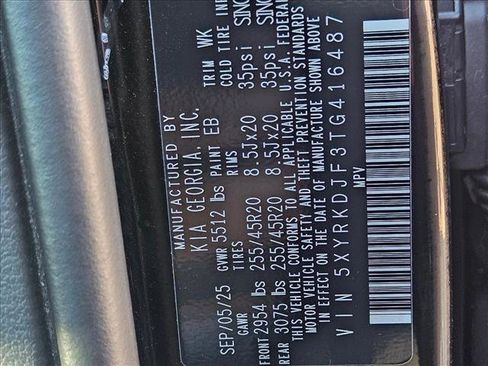 MANUFACTURED BY
KIA GEORGIA, INC.
SEP/05/25 GVWR 5512 lbs PAINT EB TRIM WK
GAWR TIRES RIMS COLD TIRE INF
FRONT 2954 lbs 255/45R20 8.5Jx20 35psi SING
REAR 3075 lbs 255/45R20 8.5Jx20 35psi SING
THIS VEHICLE CONFORMS TO ALL APPLICABLE U.S.A. FEDERAL
MOTOR VEHICLE SAFETY AND THEFT PREVENTION STANDARDS
IN EFFECT ON THE DATE OF MANUFACTURE SHOWN ABOVE
VIN 5XYRKDJF3TG416487
MPV